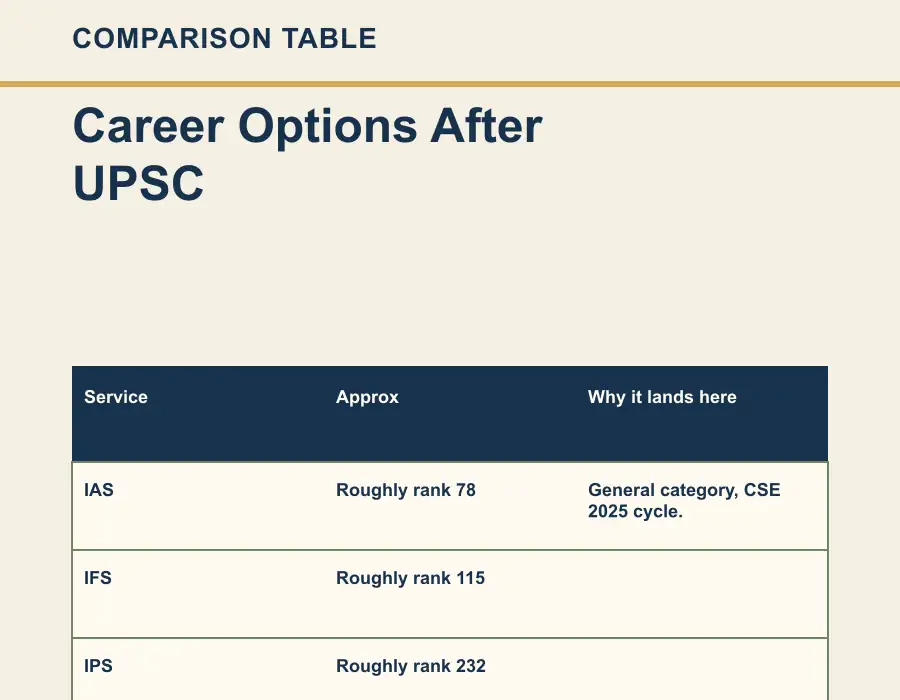 COMPARISON TABLE
Career Options After
UPSC
Service Approx Why it lands here
IAS Roughly rank 78 General category, CSE
2025 cycle.
IFS Roughly rank 115
IPS Roughly rank 232